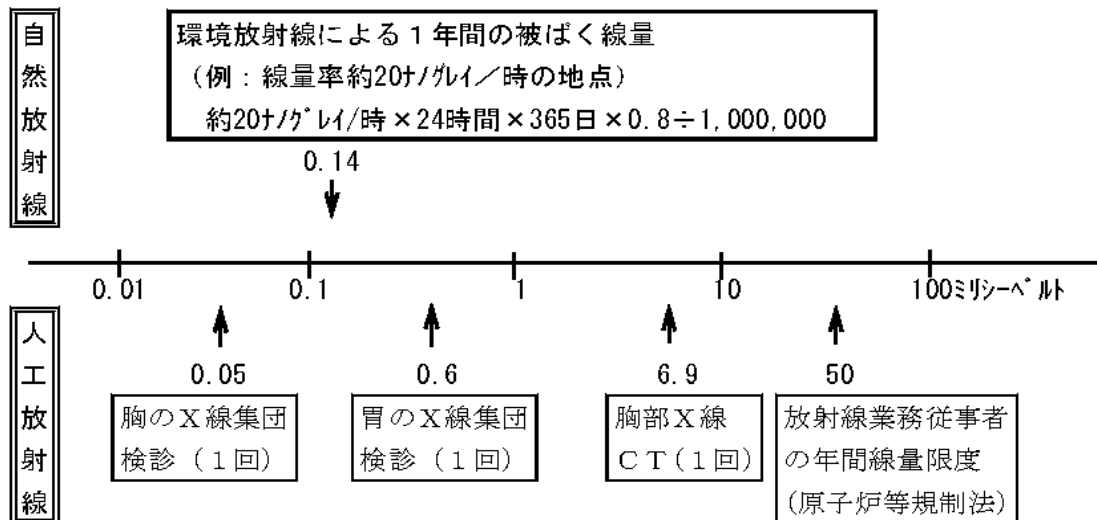 自然放射線
環境放射線による１年間の被ばく線量
（例：線量率約20ﾅﾉｸﾞﾚｲ／時の地点）
約20ﾅﾉｸﾞﾚｲ/時×24時間×365日×0.8÷1,000,000
0.14
0.01 0.1 1 10 100ﾐﾘｼｰﾍﾞﾙﾄ
人工放射線
0.05 0.6 6.9 50
胸のＸ線集団
検診（１回）
胃のＸ線集団
検診（１回）
胸部Ｘ線
ＣＴ（１回）
放射線業務従事者
の年間線量限度
（原子炉等規制法）